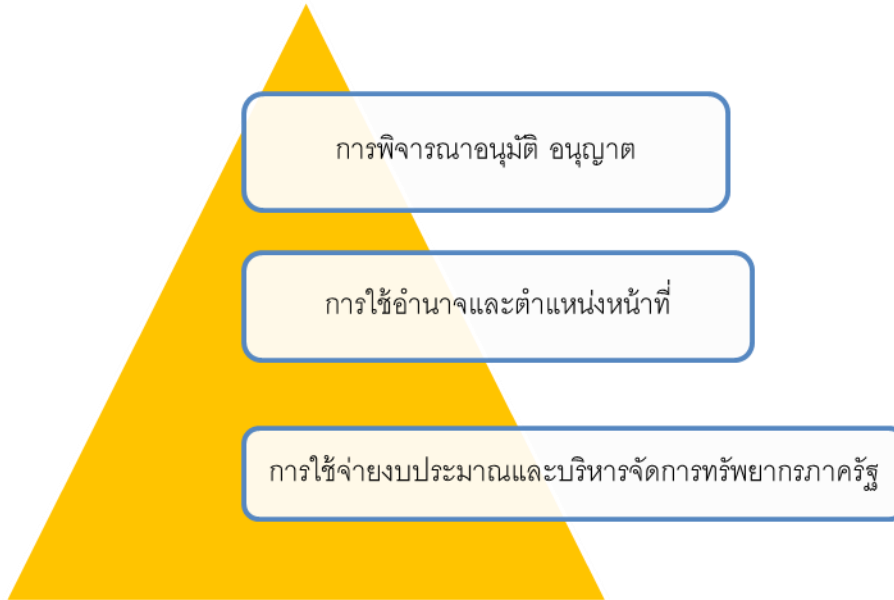 การพิจารณาอนุมัติ อนุญาต
การใช้อำนาจและตำแหน่งหน้าที่
การใช้จ่ายงบประมาณและบริหารจัดการทรัพยากรภาครัฐ